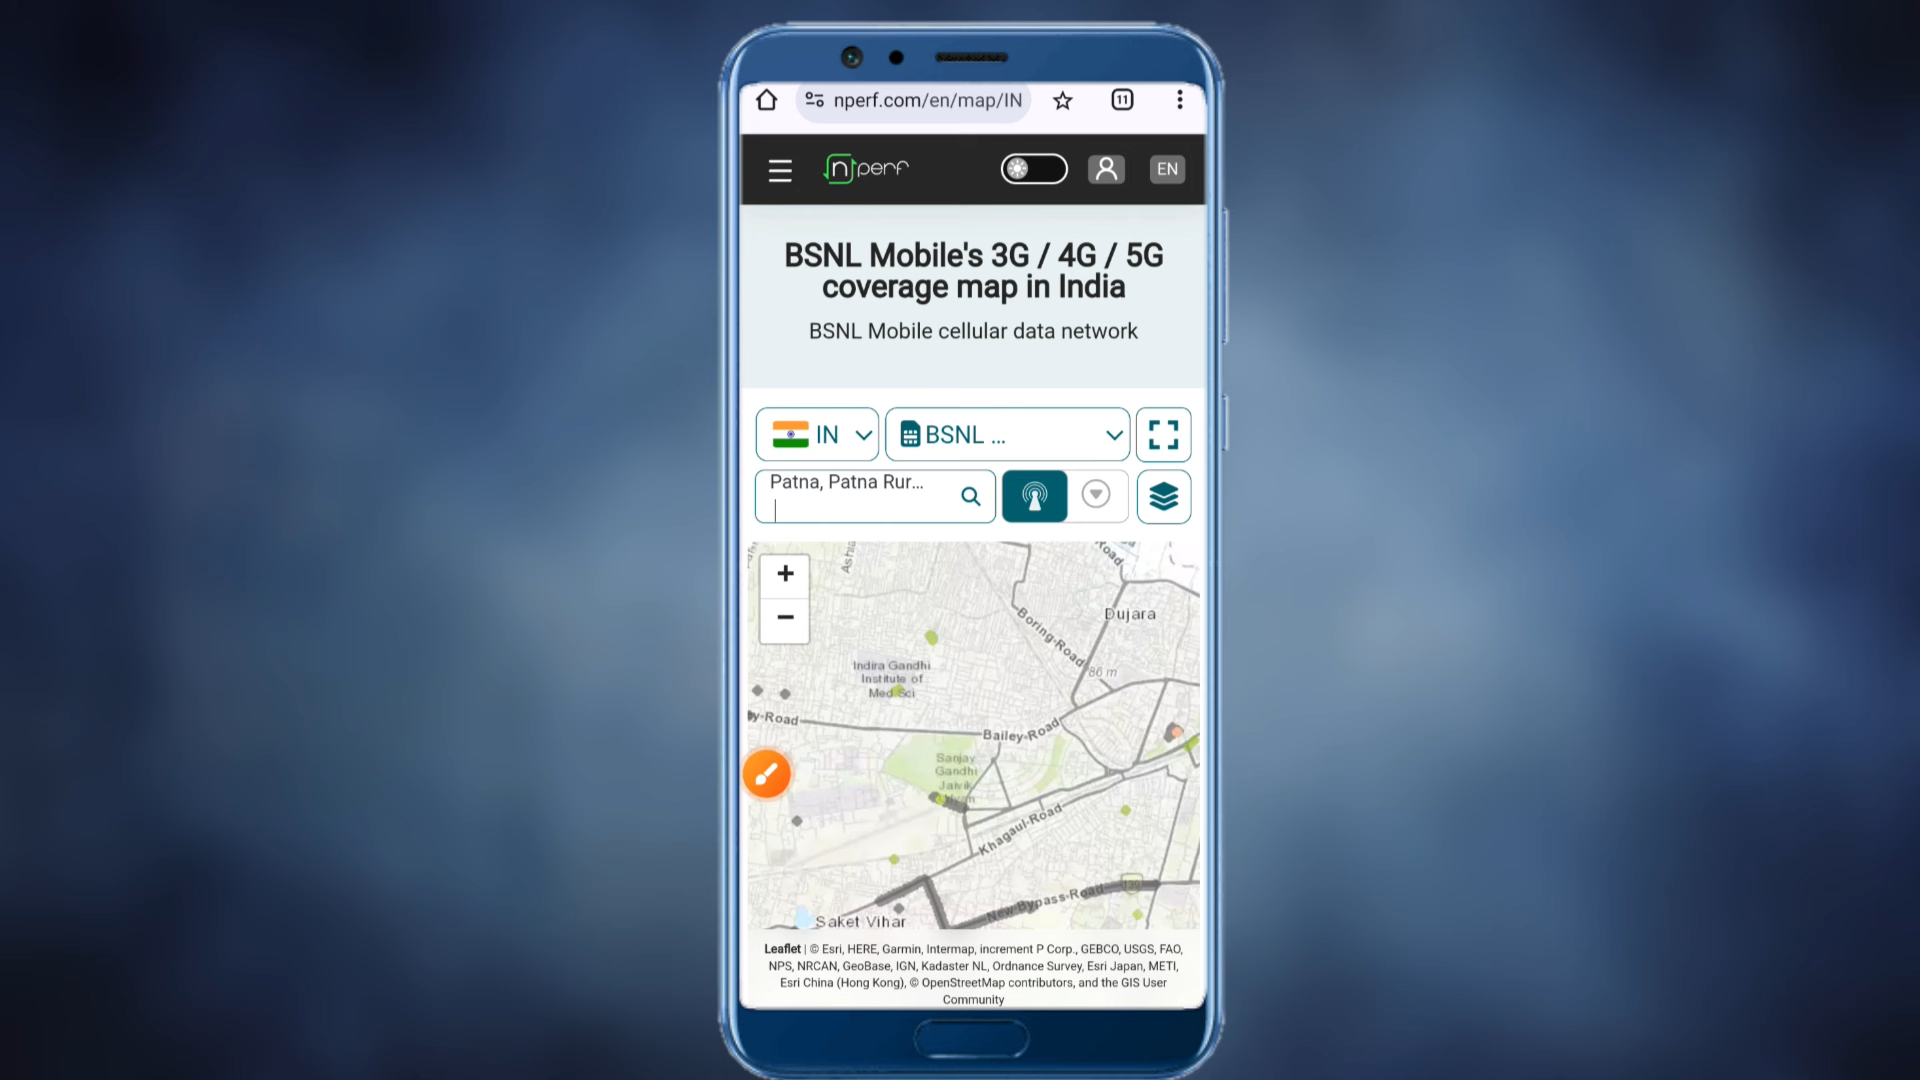 nperf.com/en/map/IN
11
nperf
EN
BSNL Mobile's 3G / 4G / 5G
coverage map in India
BSNL Mobile cellular data network
IN
BSNL ...
Patna, Patna Rur...
+
−
Road
Dujara
Boring-Road
86 m
Indira Gandhi
Institute of
Med Sci
y-Road
Bailey-Road
Sanjay
Gandhi
Jaivik
Khagaul-Road
New-Bypass-Road
139
Saket Vihar
Leaflet | © Esri, HERE, Garmin, Intermap, increment P Corp., GEBCO, USGS, FAO,
NPS, NRCAN, GeoBase, IGN, Kadaster NL, Ordnance Survey, Esri Japan, METI,
Esri China (Hong Kong), © OpenStreetMap contributors, and the GIS User
Community